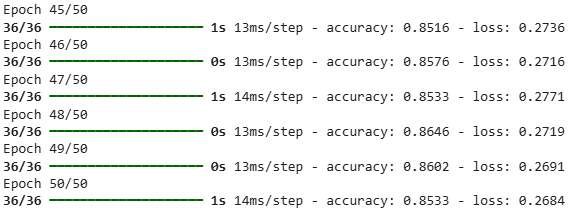 Epoch 45/50
36/36 ━━━━━━━━━━━━━━━━━━━━ 1s 13ms/step - accuracy: 0.8516 - loss: 0.2736
Epoch 46/50
36/36 ━━━━━━━━━━━━━━━━━━━━ 0s 13ms/step - accuracy: 0.8576 - loss: 0.2716
Epoch 47/50
36/36 ━━━━━━━━━━━━━━━━━━━━ 1s 14ms/step - accuracy: 0.8533 - loss: 0.2771
Epoch 48/50
36/36 ━━━━━━━━━━━━━━━━━━━━ 0s 13ms/step - accuracy: 0.8646 - loss: 0.2719
Epoch 49/50
36/36 ━━━━━━━━━━━━━━━━━━━━ 0s 13ms/step - accuracy: 0.8602 - loss: 0.2691
Epoch 50/50
36/36 ━━━━━━━━━━━━━━━━━━━━ 1s 14ms/step - accuracy: 0.8533 - loss: 0.2684